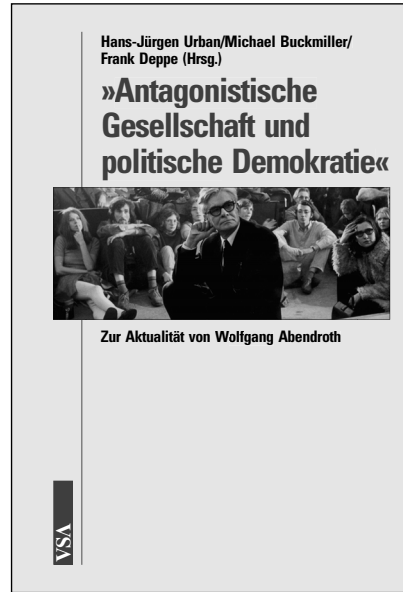 Hans-Jürgen Urban/Michael Buckmiller/
Frank Deppe (Hrsg.)
»Antagonistische
Gesellschaft und
politische Demokratie«
Zur Aktualität von Wolfgang Abendroth
VSA